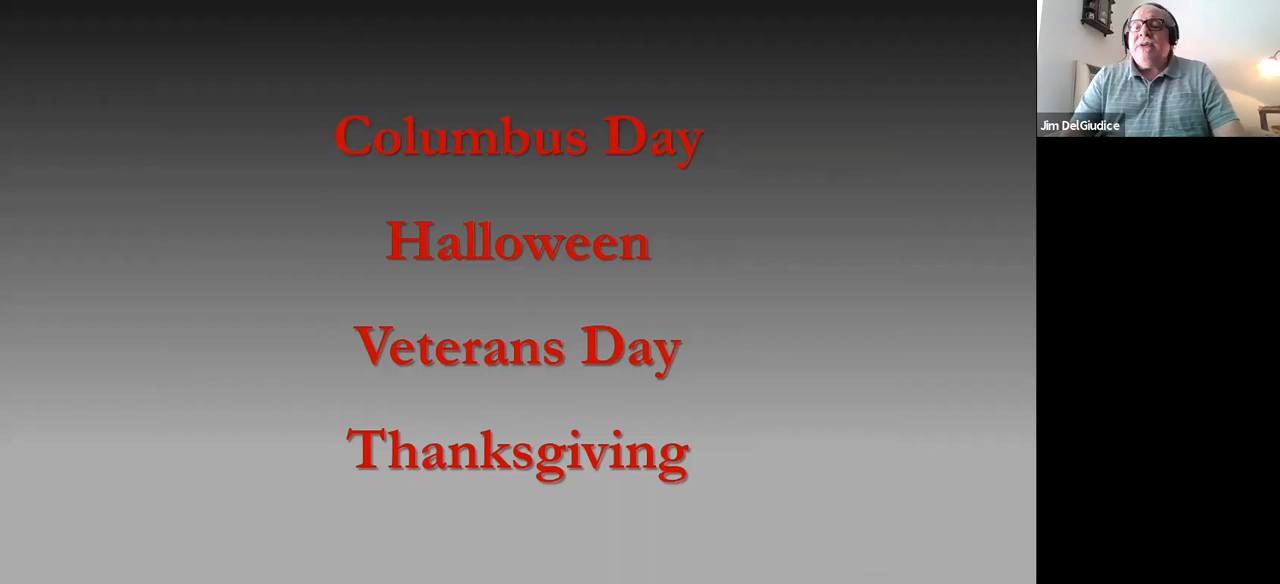 Columbus Day
Halloween
Veterans Day
Thanksgiving
Jim DelGiudice